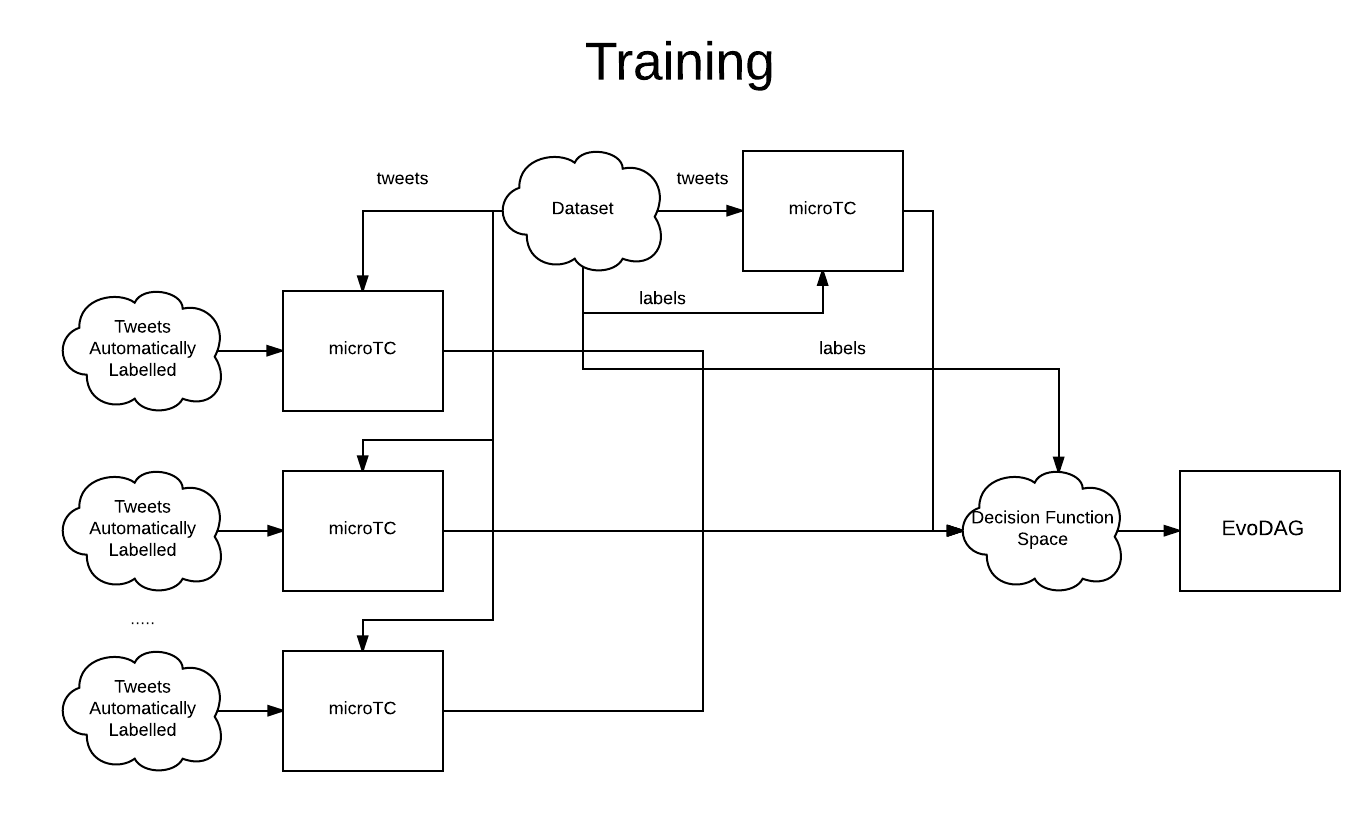 Training
tweets
Dataset
tweets
microTC
labels
labels
Tweets
Automatically
Labelled
microTC
Tweets
Automatically
Labelled
microTC
Decision Function
Space
EvoDAG
.....
Tweets
Automatically
Labelled
microTC